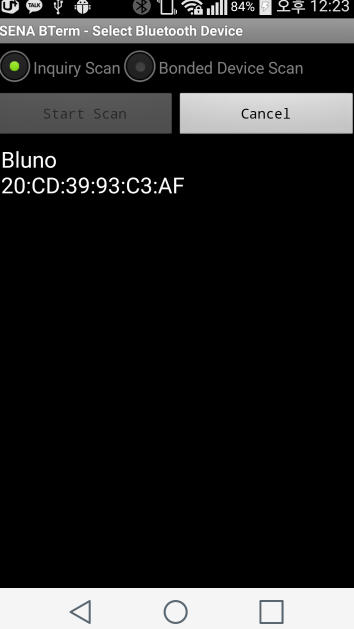 U+ TALK 84% 오후 12:23
SENA BTerm - Select Bluetooth Device
Inquiry Scan Bonded Device Scan
Start Scan Cancel
Bluno
20:CD:39:93:C3:AF